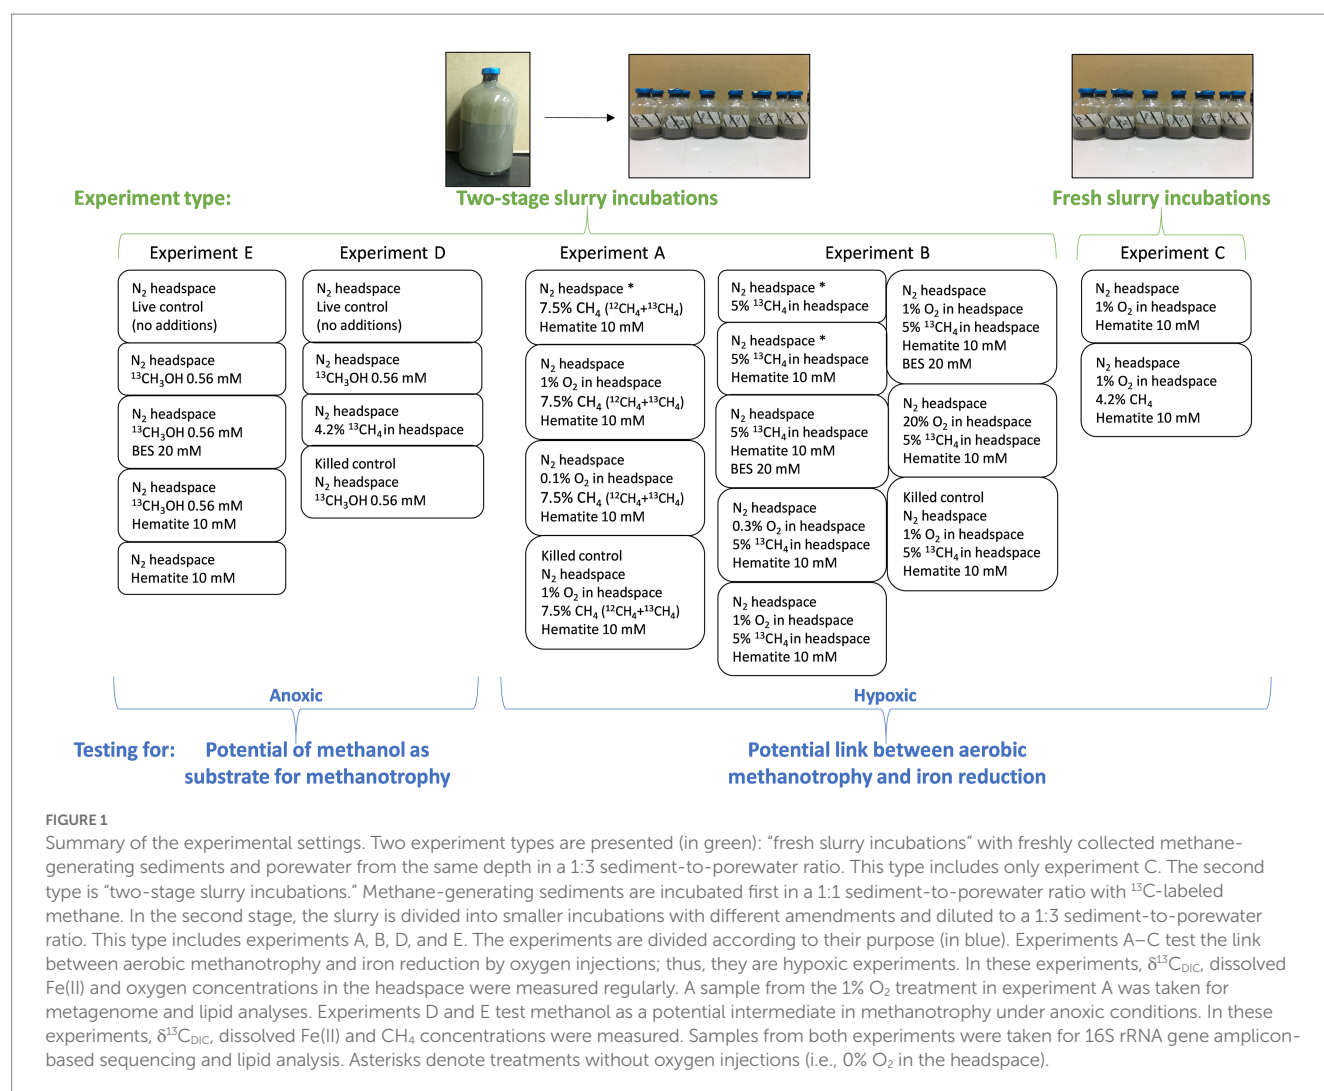 Experiment type:
Two-stage slurry incubations
Fresh slurry incubations
Experiment E
N₂ headspace
Live control
(no additions)
N₂ headspace
¹³CH₃OH 0.56 mM
N₂ headspace
¹³CH₃OH 0.56 mM
BES 20 mM
N₂ headspace
¹³CH₃OH 0.56 mM
Hematite 10 mM
N₂ headspace
Hematite 10 mM
Experiment D
N₂ headspace
Live control
(no additions)
N₂ headspace
¹³CH₃OH 0.56 mM
N₂ headspace
4.2% ¹³CH₄ in headspace
Killed control
N₂ headspace
¹³CH₃OH 0.56 mM
Experiment A
N₂ headspace *
7.5% CH₄ (¹²CH₄+¹³CH₄)
Hematite 10 mM
N₂ headspace
1% O₂ in headspace
7.5% CH₄ (¹²CH₄+¹³CH₄)
Hematite 10 mM
N₂ headspace
0.1% O₂ in headspace
7.5% CH₄ (¹²CH₄+¹³CH₄)
Hematite 10 mM
Killed control
N₂ headspace
1% O₂ in headspace
7.5% CH₄ (¹²CH₄+¹³CH₄)
Hematite 10 mM
Experiment B
N₂ headspace *
5% ¹³CH₄ in headspace
N₂ headspace *
5% ¹³CH₄ in headspace
Hematite 10 mM
N₂ headspace
5% ¹³CH₄ in headspace
Hematite 10 mM
BES 20 mM
N₂ headspace
0.3% O₂ in headspace
5% ¹³CH₄ in headspace
Hematite 10 mM
N₂ headspace
1% O₂ in headspace
5% ¹³CH₄ in headspace
Hematite 10 mM
N₂ headspace
1% O₂ in headspace
5% ¹³CH₄ in headspace
Hematite 10 mM
BES 20 mM
N₂ headspace
20% O₂ in headspace
5% ¹³CH₄ in headspace
Hematite 10 mM
Killed control
N₂ headspace
1% O₂ in headspace
5% ¹³CH₄ in headspace
Hematite 10 mM
Experiment C
N₂ headspace
1% O₂ in headspace
Hematite 10 mM
N₂ headspace
1% O₂ in headspace
4.2% CH₄
Hematite 10 mM
Anoxic
Hypoxic
Testing for:
Potential of methanol as
substrate for methanotrophy
Potential link between aerobic
methanotrophy and iron reduction
FIGURE 1
Summary of the experimental settings. Two experiment types are presented (in green): “fresh slurry incubations” with freshly collected methane-
generating sediments and porewater from the same depth in a 1:3 sediment-to-porewater ratio. This type includes only experiment C. The second
type is “two-stage slurry incubations.” Methane-generating sediments are incubated first in a 1:1 sediment-to-porewater ratio with ¹³C-labeled
methane. In the second stage, the slurry is divided into smaller incubations with different amendments and diluted to a 1:3 sediment-to-porewater
ratio. This type includes experiments A, B, D, and E. The experiments are divided according to their purpose (in blue). Experiments A–C test the link
between aerobic methanotrophy and iron reduction by oxygen injections; thus, they are hypoxic experiments. In these experiments, δ¹³C_DIC, dissolved
Fe(II) and oxygen concentrations in the headspace were measured regularly. A sample from the 1% O₂ treatment in experiment A was taken for
metagenome and lipid analyses. Experiments D and E test methanol as a potential intermediate in methanotrophy under anoxic conditions. In these
experiments, δ¹³C_DIC, dissolved Fe(II) and CH₄ concentrations were measured. Samples from both experiments were taken for 16S rRNA gene amplicon-
based sequencing and lipid analysis. Asterisks denote treatments without oxygen injections (i.e., 0% O₂ in the headspace).